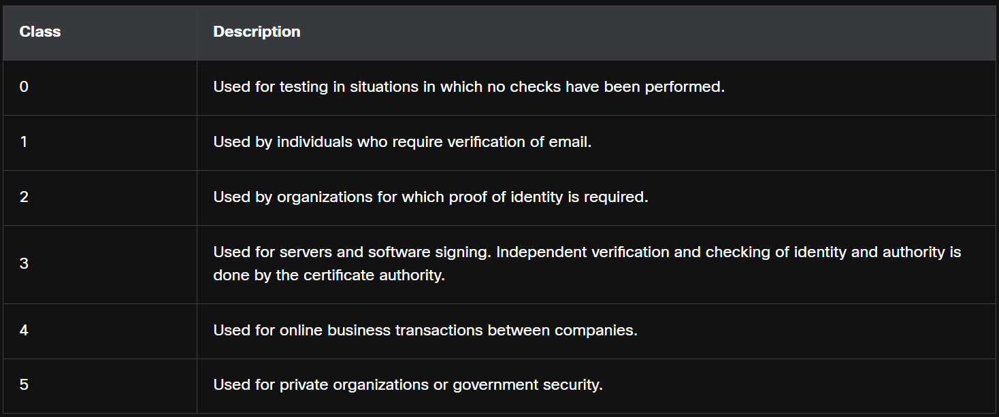 Class Description
0 Used for testing in situations in which no checks have been performed.
1 Used by individuals who require verification of email.
2 Used by organizations for which proof of identity is required.
3 Used for servers and software signing. Independent verification and checking of identity and authority is
done by the certificate authority.
4 Used for online business transactions between companies.
5 Used for private organizations or government security.